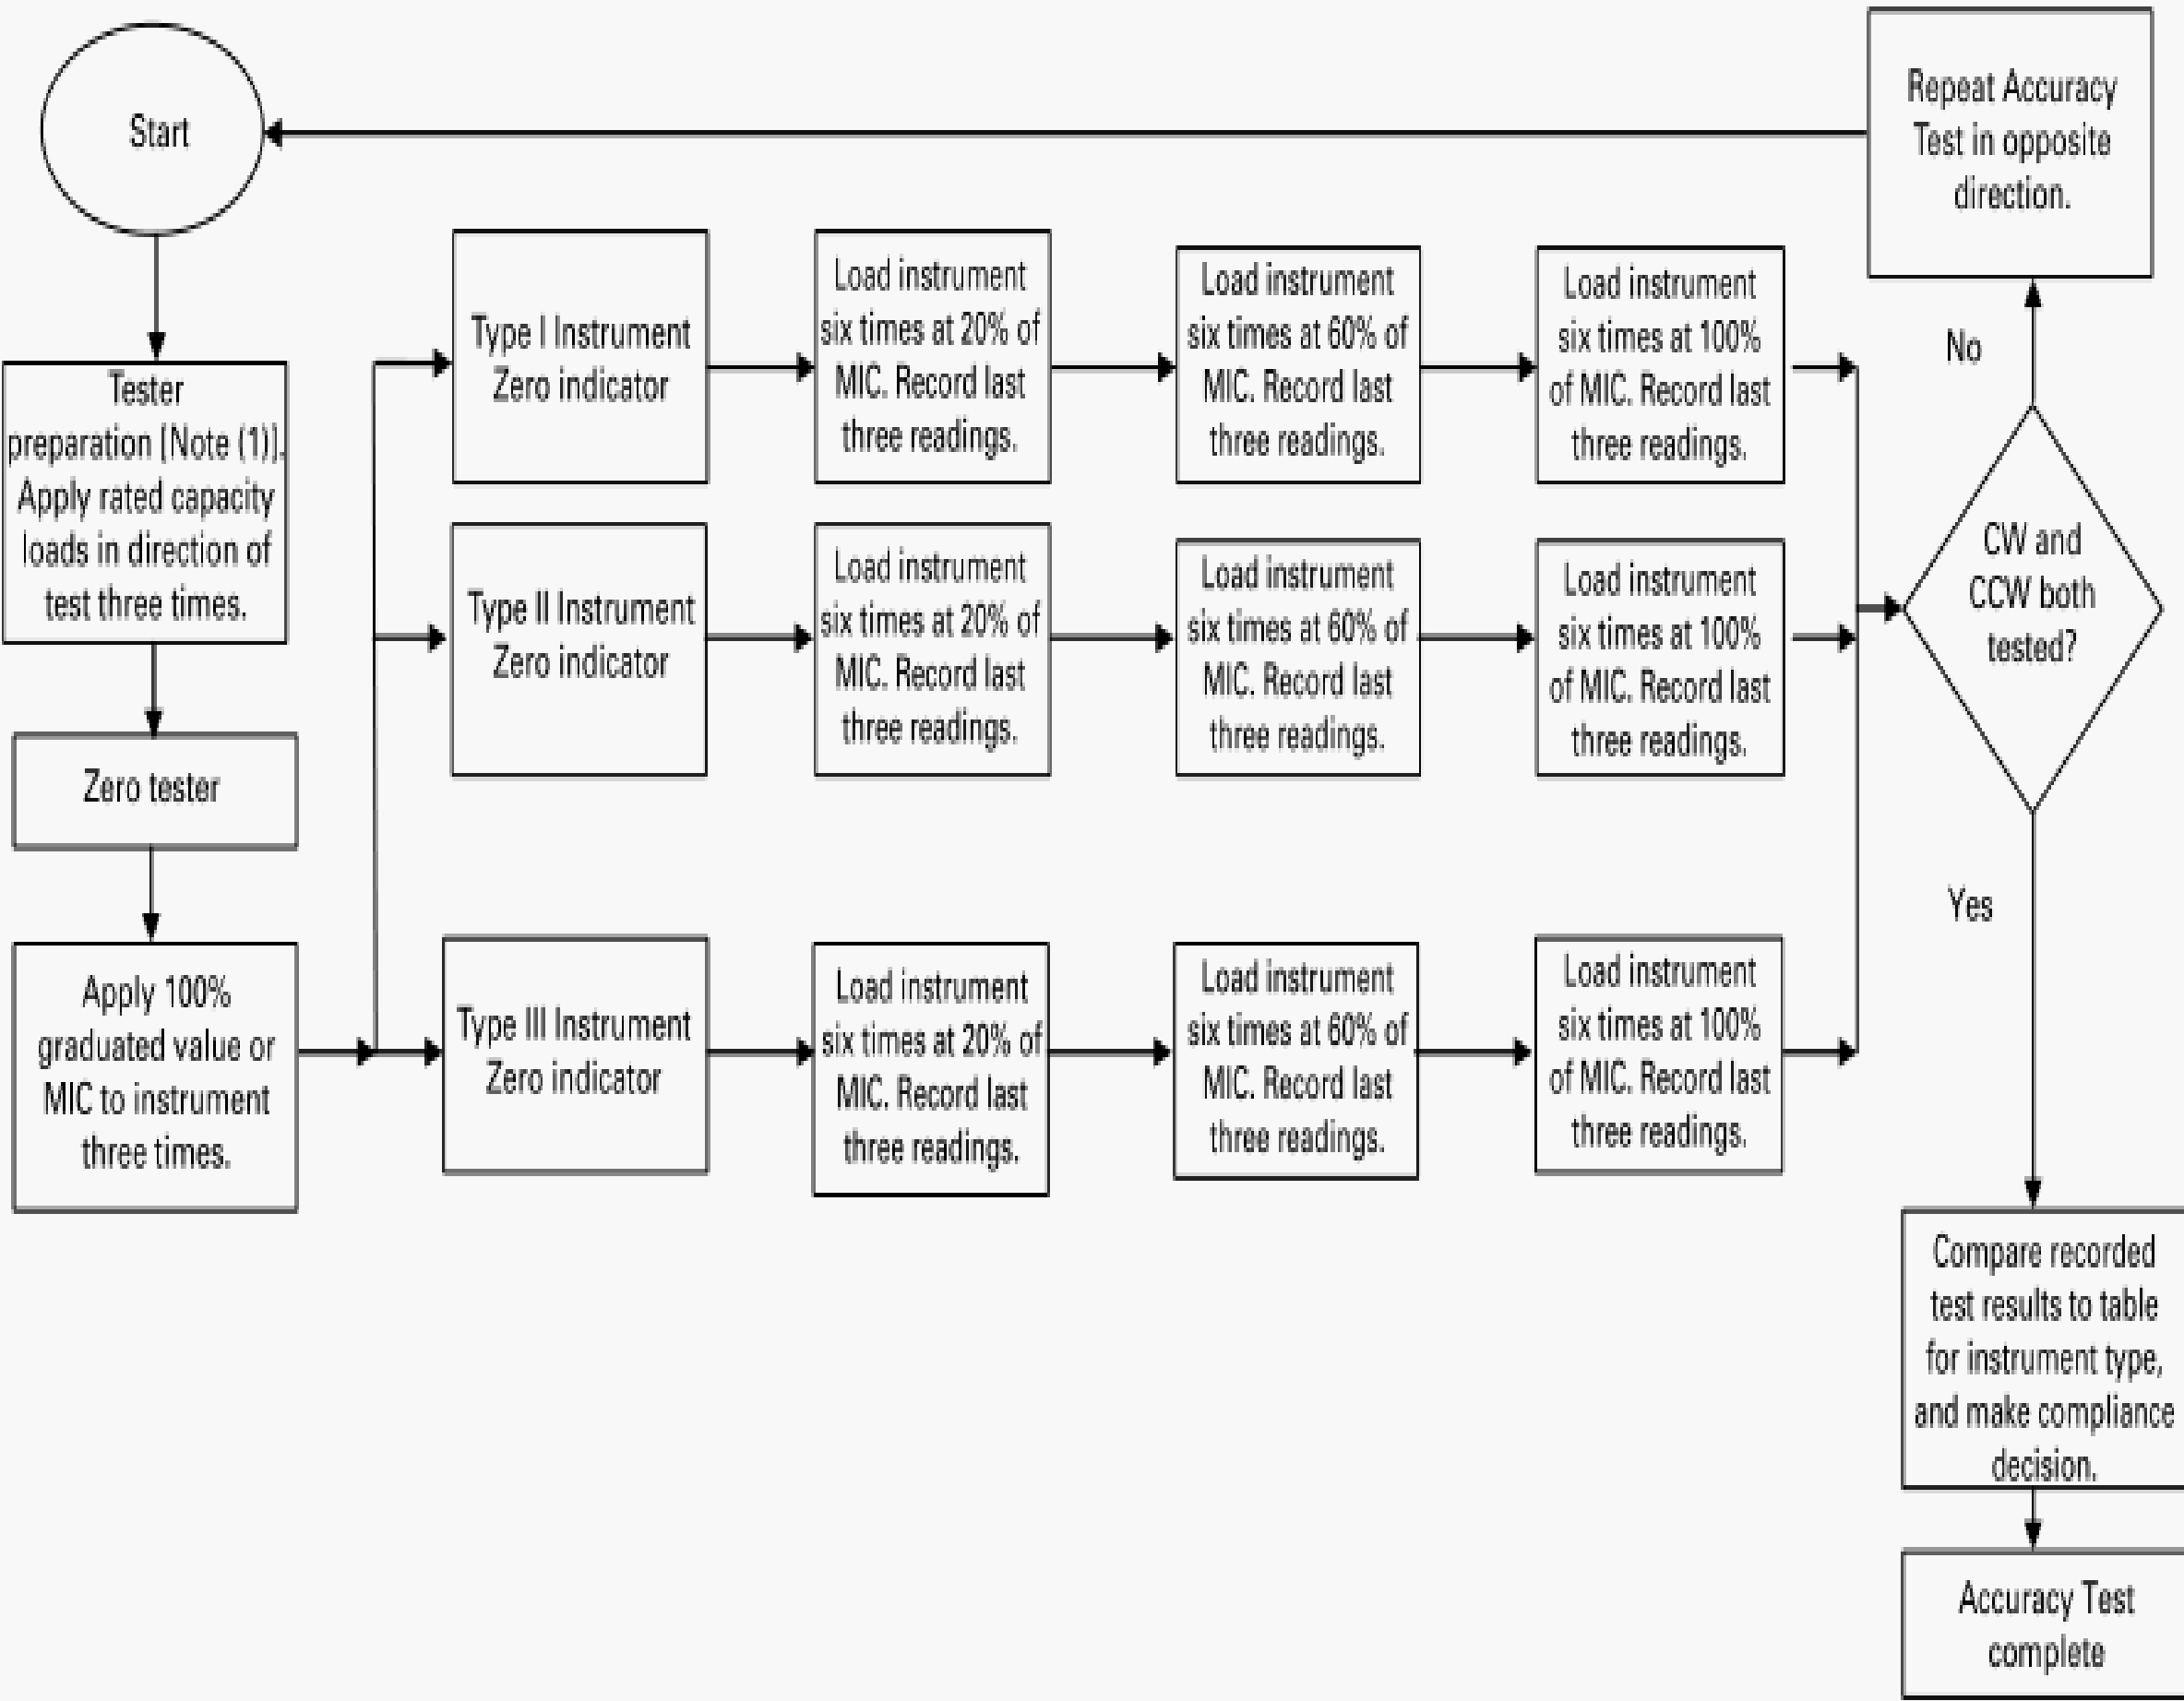 Start
Tester
preparation [Note (1)].
Apply rated capacity
loads in direction of
test three times.
Zero tester
Apply 100%
graduated value or
MIC to instrument
three times.
Type I Instrument
Zero indicator
Load instrument
six times at 20% of
MIC. Record last
three readings.
Load instrument
six times at 60% of
MIC. Record last
three readings.
Load instrument
six times at 100%
of MIC. Record last
three readings.
Type II Instrument
Zero indicator
Load instrument
six times at 20% of
MIC. Record last
three readings.
Load instrument
six times at 60% of
MIC. Record last
three readings.
Load instrument
six times at 100%
of MIC. Record last
three readings.
Type III Instrument
Zero indicator
Load instrument
six times at 20% of
MIC. Record last
three readings.
Load instrument
six times at 60% of
MIC. Record last
three readings.
Load instrument
six times at 100%
of MIC. Record last
three readings.
CW and
CCW both
tested?
No
Repeat Accuracy
Test in opposite
direction.
Yes
Compare recorded
test results to table
for instrument type,
and make compliance
decision.
Accuracy Test
complete